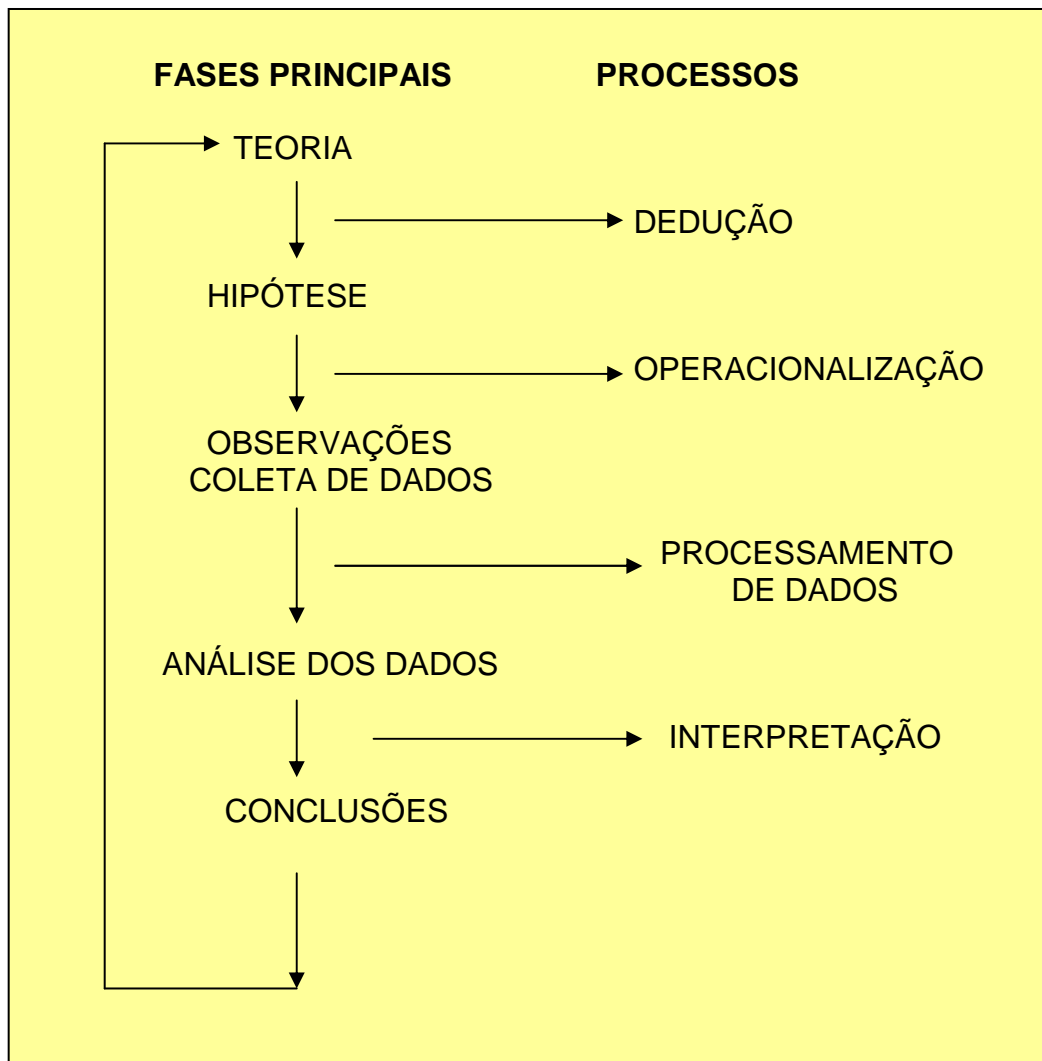 FASES PRINCIPAIS
PROCESSOS
TEORIA
DEDUÇÃO
HIPÓTESE
OPERACIONALIZAÇÃO
OBSERVAÇÕES
COLETA DE DADOS
PROCESSAMENTO
DE DADOS
ANÁLISE DOS DADOS
INTERPRETAÇÃO
CONCLUSÕES